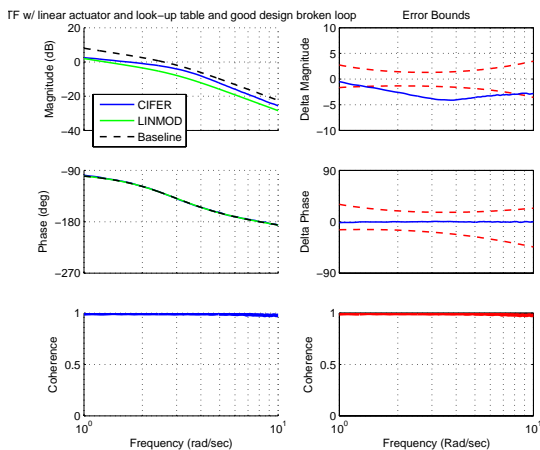 TF w/ linear actuator and look-up table and good design broken loop
Error Bounds
Magnitude (dB)
20
0
-20
-40
CIFER
LINMOD
Baseline
Delta Magnitude
10
5
0
-5
-10
Phase (deg)
-90
-180
-270
Delta Phase
90
0
-90
Coherence
1
0.5
0
10^0
10^1
Frequency (rad/sec)
Coherence
1
0.5
0
10^0
10^1
Frequency (Rad/sec)